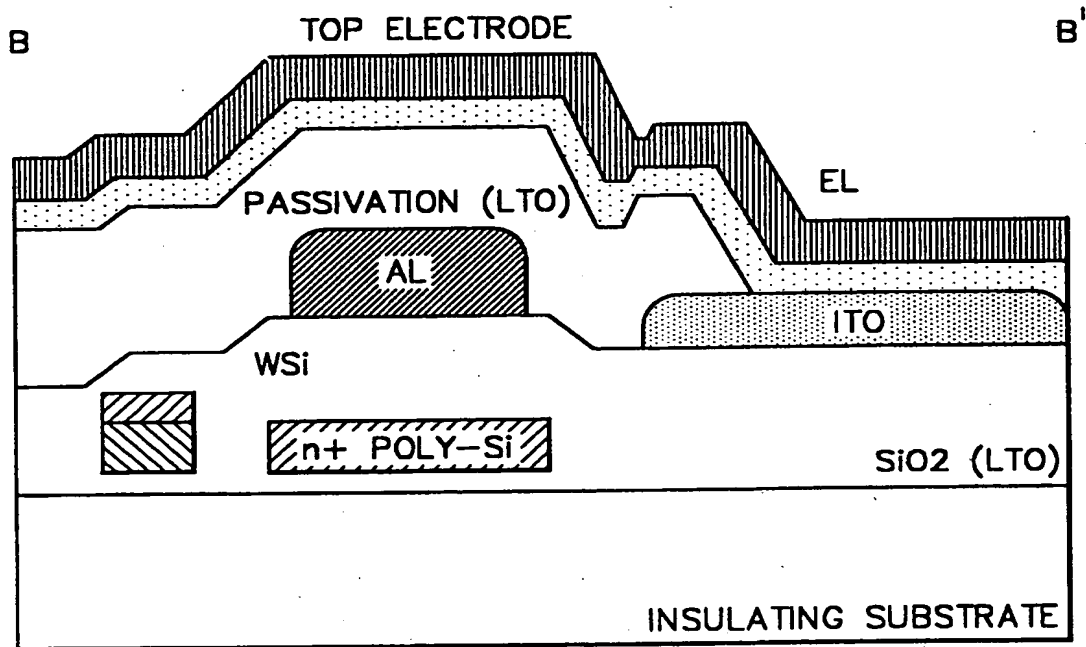 B
B'
TOP ELECTRODE
EL
PASSIVATION (LTO)
AL
ITO
WSi
n+ POLY-Si
SiO2 (LTO)
INSULATING SUBSTRATE